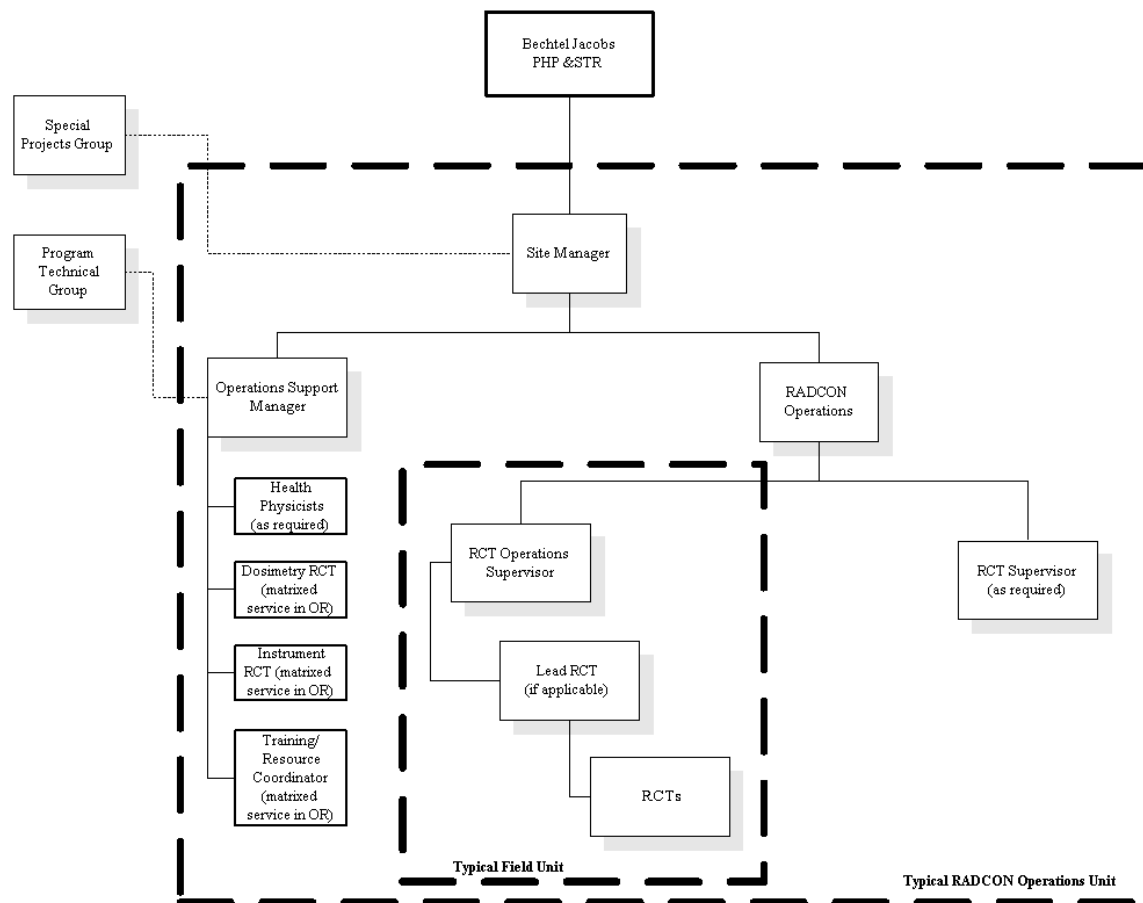 Bechtel Jacobs
PHP &STR
Special
Projects Group
Site Manager
Program
Technical
Group
Operations Support
Manager
RADCON
Operations
Health
Physicists
(as required)
RCT Operations
Supervisor
RCT Supervisor
(as required)
Dosimetry RCT
(matrixed
service in OR)
Instrument
RCT (matrixed
service in OR)
Lead RCT
(if applicable)
Training/
Resource
Coordinator
(matrixed
service in OR)
RCTs
Typical Field Unit
Typical RADCON Operations Unit